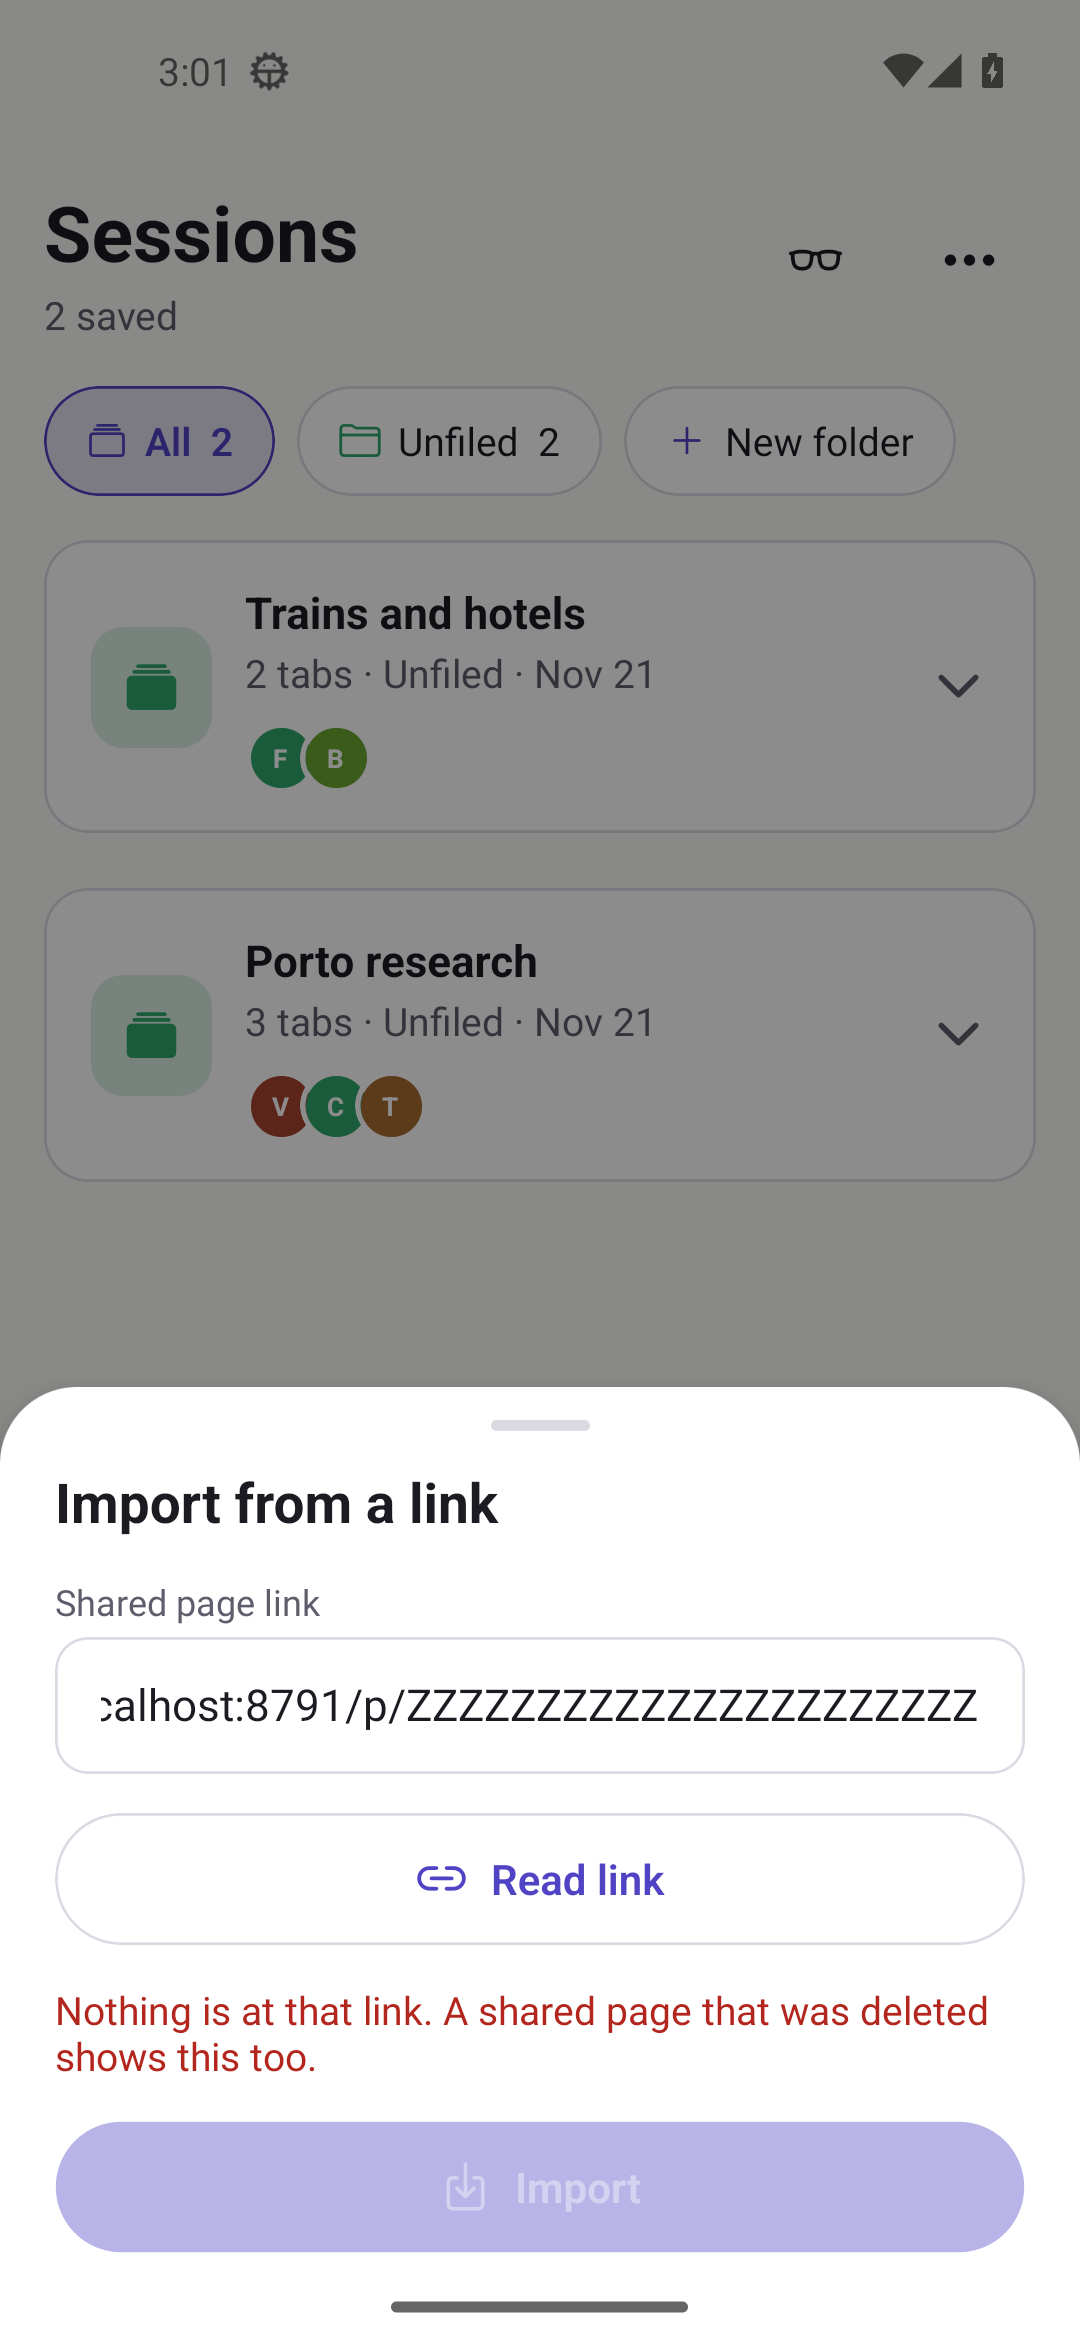 3:01
Sessions
2 saved
All 2
Unfiled 2
New folder
Trains and hotels
2 tabs · Unfiled · Nov 21
F B
Porto research
3 tabs · Unfiled · Nov 21
V C T
Import from a link
Shared page link
calhost:8791/p/ZZZZZZZZZZZZZZZZZZZZZZ
Read link
Nothing is at that link. A shared page that was deleted
shows this too.
Import